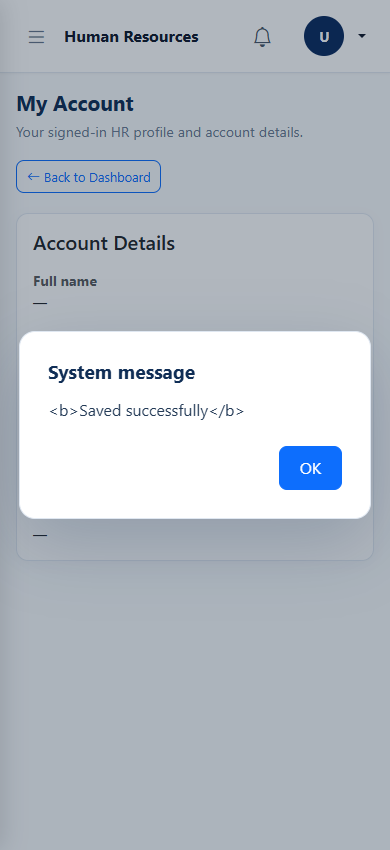 Human Resources
U
My Account
Your signed-in HR profile and account details.
← Back to Dashboard
Account Details
Full name
—
System message
<b>Saved successfully</b>
OK
—